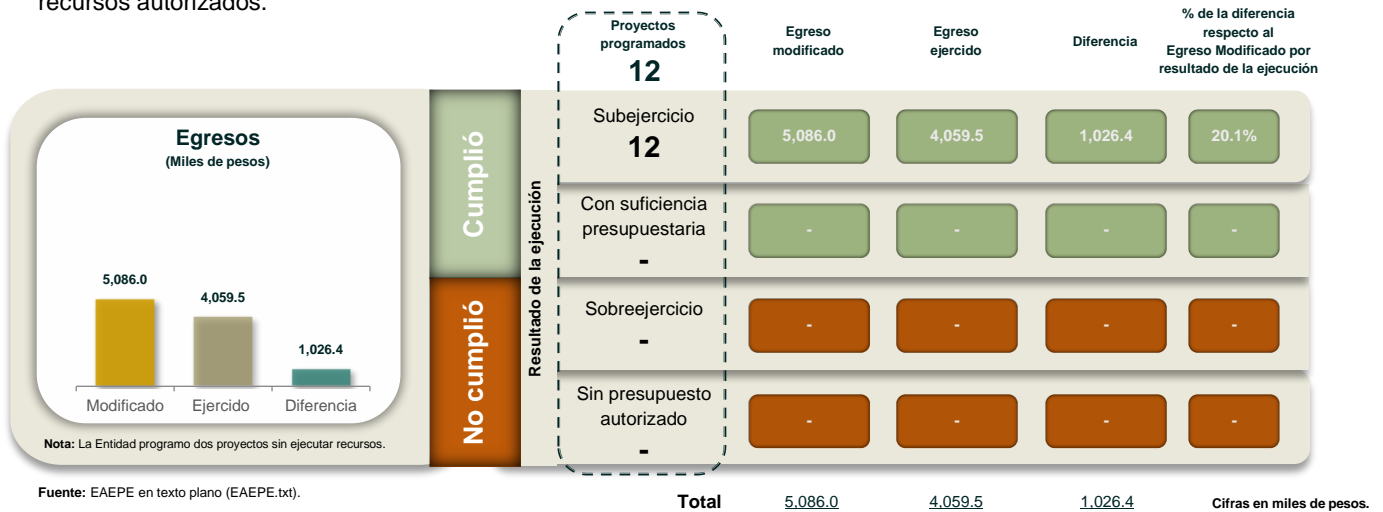 recursos autorizados.
Proyectos
programados
12
Egreso
modificado
Egreso
ejercido
Diferencia
% de la diferencia
respecto al
Egreso Modificado por
resultado de la ejecución
Egresos
(Miles de pesos)
5,086.0
4,059.5
1,026.4
Modificado
Ejercido
Diferencia
Nota: La Entidad programo dos proyectos sin ejecutar recursos.
Cumplió
No cumplió
Resultado de la ejecución
Subejercicio
12
5,086.0
4,059.5
1,026.4
20.1%
Con suficiencia
presupuestaria
-
-
-
-
-
Sobreejercicio
-
-
-
-
-
Sin presupuesto
autorizado
-
-
-
-
-
Fuente: EAEPE en texto plano (EAEPE.txt).
Total
5,086.0
4,059.5
1,026.4
Cifras en miles de pesos.